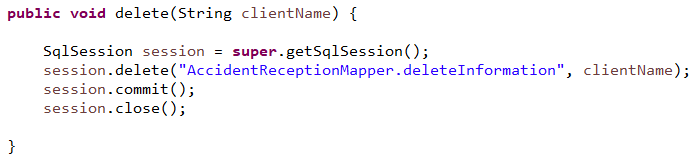 public void delete(String clientName) {
SqlSession session = super.getSqlSession();
session.delete("AccidentReceptionMapper.deleteInformation", clientName);
session.commit();
session.close();
}